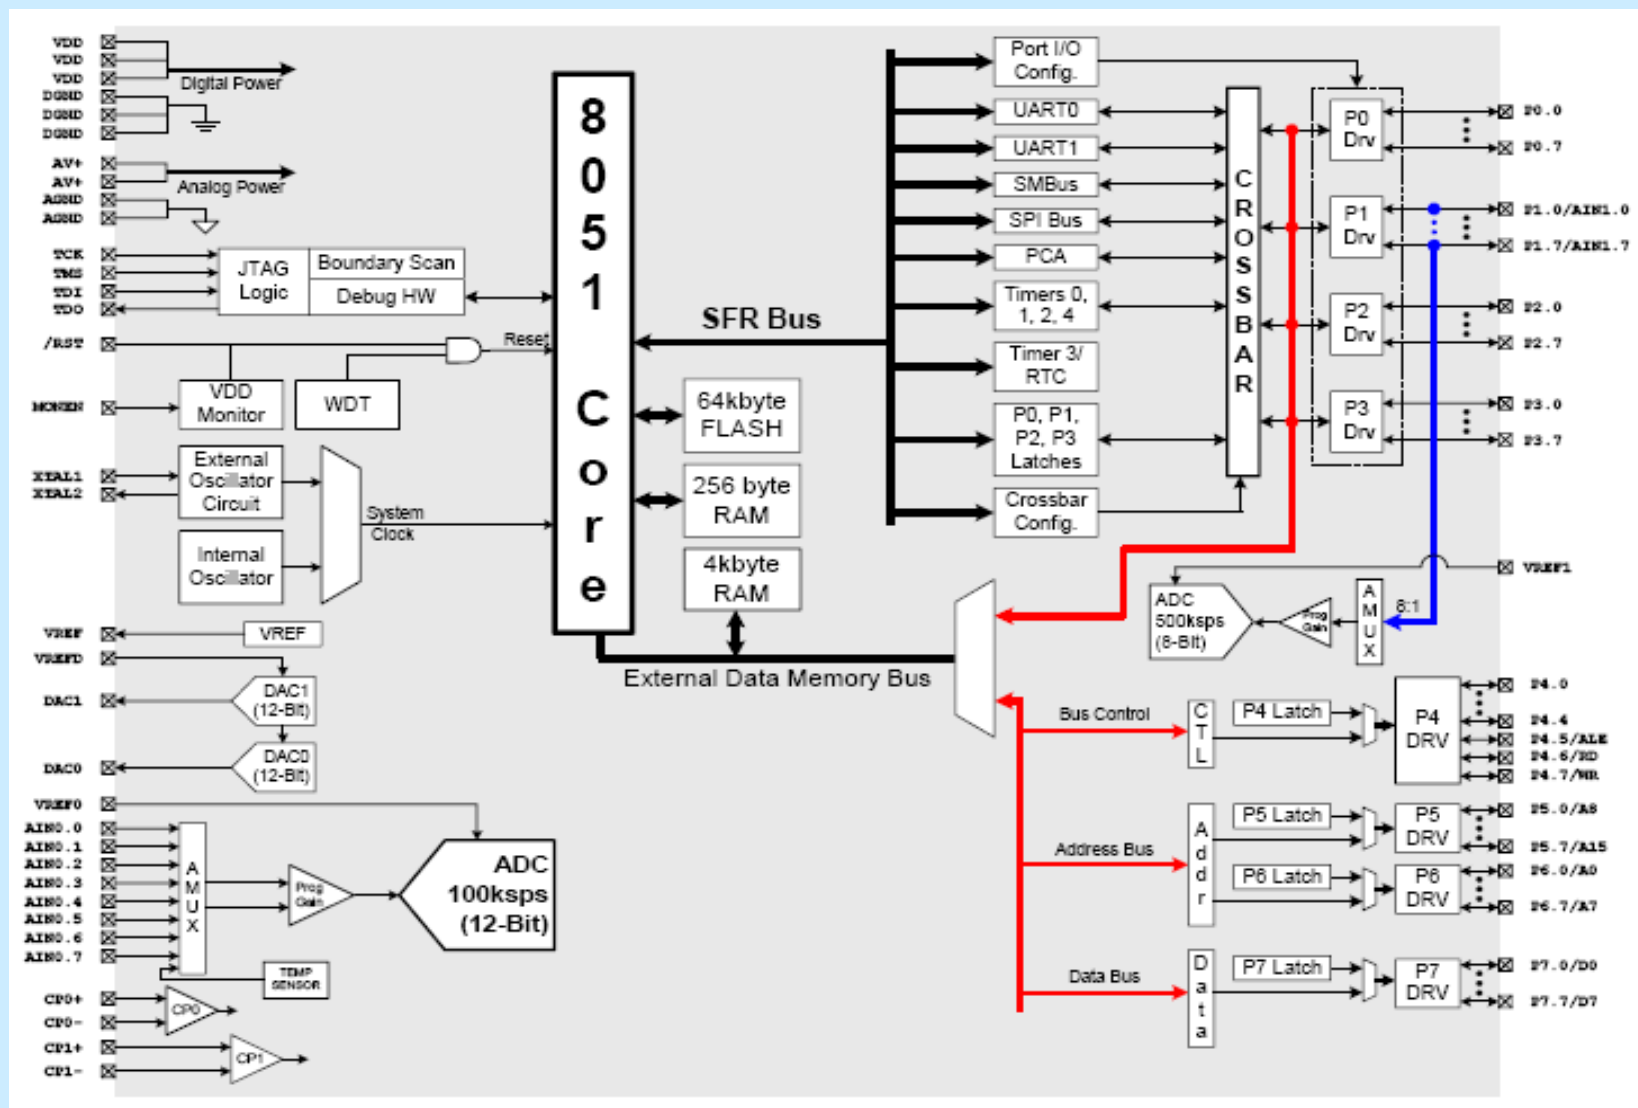 VDD
VDD
VDD
DGND
DGND
DGND
Digital Power
AV+
AV+
AGND
AGND
Analog Power
TCK
TMS
TDI
TDO
JTAG
Logic
Boundary Scan
Debug HW
/RST
Reset
MONEN
VDD
Monitor
WDT
XTAL1
XTAL2
External
Oscillator
Circuit
Internal
Oscillator
System
Clock
VREF
VREF
VREFD
DAC1
DAC1
(12-Bit)
DAC0
DAC0
(12-Bit)
VREF0
AIN0.0
AIN0.1
AIN0.2
AIN0.3
AIN0.4
AIN0.5
AIN0.6
AIN0.7
AMUX
Prog
Gain
ADC
100ksps
(12-Bit)
TEMP
SENSOR
CP0+
CP0-
CP0
CP1+
CP1-
CP1
8051 Core
SFR Bus
64kbyte
FLASH
256 byte
RAM
4kbyte
RAM
External Data Memory Bus
Port I/O
Config.
UART0
UART1
SMBus
SPI Bus
PCA
Timers 0,
1, 2, 4
Timer 3/
RTC
P0, P1,
P2, P3
Latches
Crossbar
Config.
CROSSBAR
P0
Drv
P1
Drv
P2
Drv
P3
Drv
P0.0
P0.7
P1.0/AIN1.0
P1.7/AIN1.7
P2.0
P2.7
P3.0
P3.7
VREF1
ADC
500ksps
(8-Bit)
Prog
Gain
AMUX
8:1
Bus Control
CTL
P4 Latch
P4
DRV
P4.0
P4.4
P4.5/ALE
P4.6/RD
P4.7/WR
Address Bus
Addr
P5 Latch
P5
DRV
P5.0/A8
P5.7/A15
P6 Latch
P6
DRV
P6.0/A0
P6.7/A7
Data Bus
Data
P7 Latch
P7
DRV
P7.0/D0
P7.7/D7